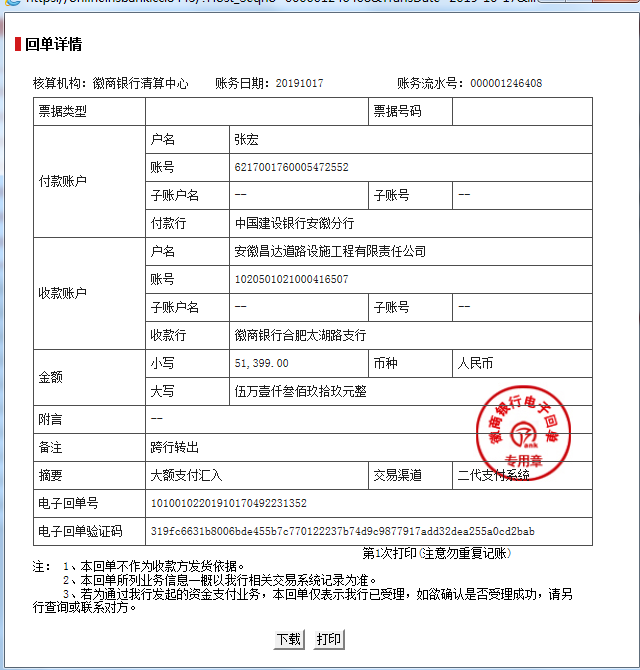 回单详情
核算机构：徽商银行清算中心 账务日期：20191017 账务流水号：000001246408
票据类型 票据号码
付款账户
户名 张宏
账号 6217001760005472552
子账户名 -- 子账号 --
付款行 中国建设银行安徽分行
收款账户
户名 安徽昌达道路设施工程有限责任公司
账号 1020501021000416507
子账户名 -- 子账号 --
收款行 徽商银行合肥太湖路支行
金额
小写 51,399.00 币种 人民币
大写 伍万壹仟叁佰玖拾玖元整
附言 --
备注 跨行转出
摘要 大额支付汇入 交易渠道 二代支付系统
徽商银行电子回单
Bank
专用章
电子回单号 10100102201910170492231352
电子回单验证码 319fc6631b8006bde455b7c770122237b74d9c9877917add32dea255a0cd2bab
第1次打印(注意勿重复记账)
注： 1、本回单不作为收款方发货依据。
2、本回单所列业务信息一概以我行相关交易系统记录为准。
3、若为通过我行发起的资金支付业务，本回单仅表示我行已受理，如欲确认是否受理成功，请另
行查询或联系对方。
下载 打印